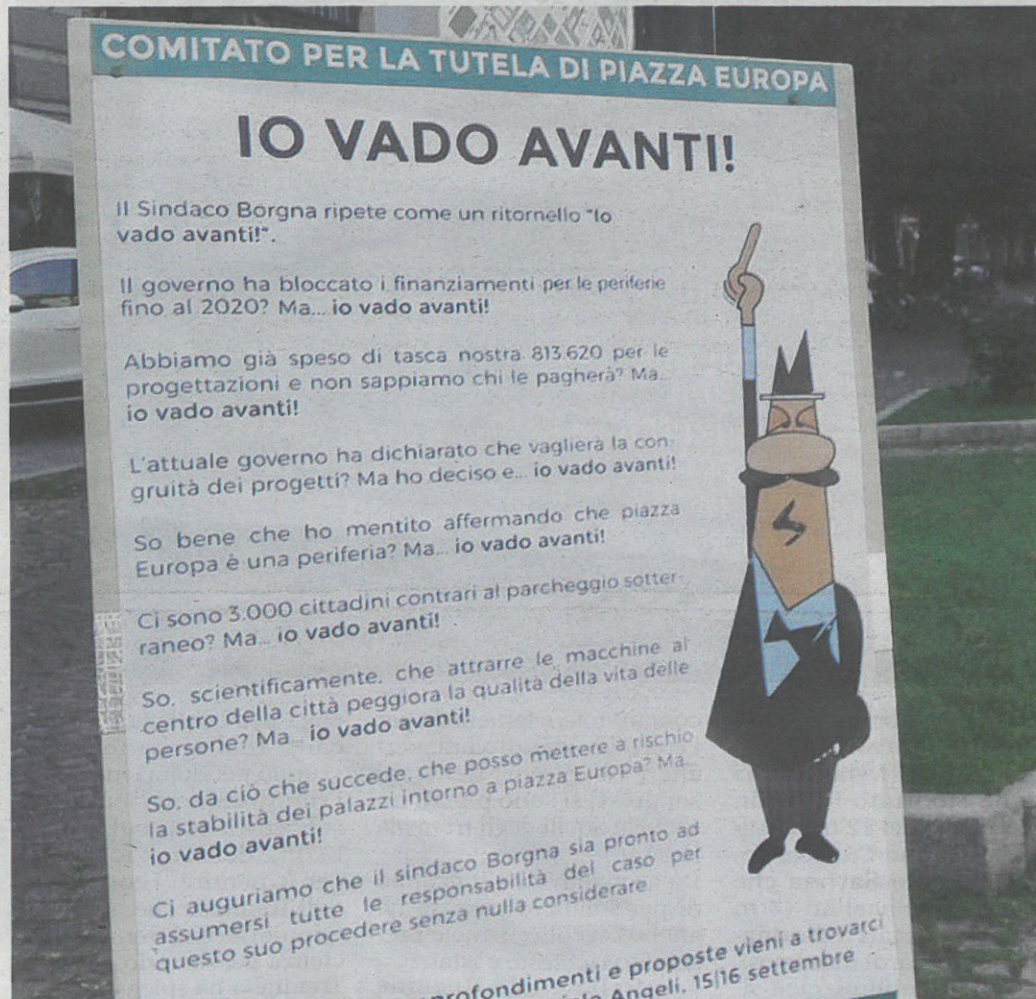 COMITATO PER LA TUTELA DI PIAZZA EUROPA
IO VADO AVANTI!
Il Sindaco Borgna ripete come un ritornello "Io
vado avanti!".
Il governo ha bloccato i finanziamenti per le periferie
fino al 2020? Ma... io vado avanti!
Abbiamo già speso di tasca nostra 813.620 per le
progettazioni e non sappiamo chi le pagherà? Ma...
io vado avanti!
L'attuale governo ha dichiarato che vaglierà la con-
gruità dei progetti? Ma ho deciso e... io vado avanti!
So bene che ho mentito affermando che piazza
Europa è una periferia? Ma... io vado avanti!
Ci sono 3.000 cittadini contrari al parcheggio sotter-
raneo? Ma... io vado avanti!
So, scientificamente, che attrarre le macchine al
centro della città peggiora la qualità della vita delle
persone? Ma... io vado avanti!
So, da ciò che succede, che posso mettere a rischio
la stabilità dei palazzi intorno a piazza Europa? Ma...
io vado avanti!
Ci auguriamo che il sindaco Borgna sia pronto ad
assumersi tutte le responsabilità del caso per
questo suo procedere senza nulla considerare
profondimenti e proposte vieni a trovarci
Angeli, 15|16 settembre